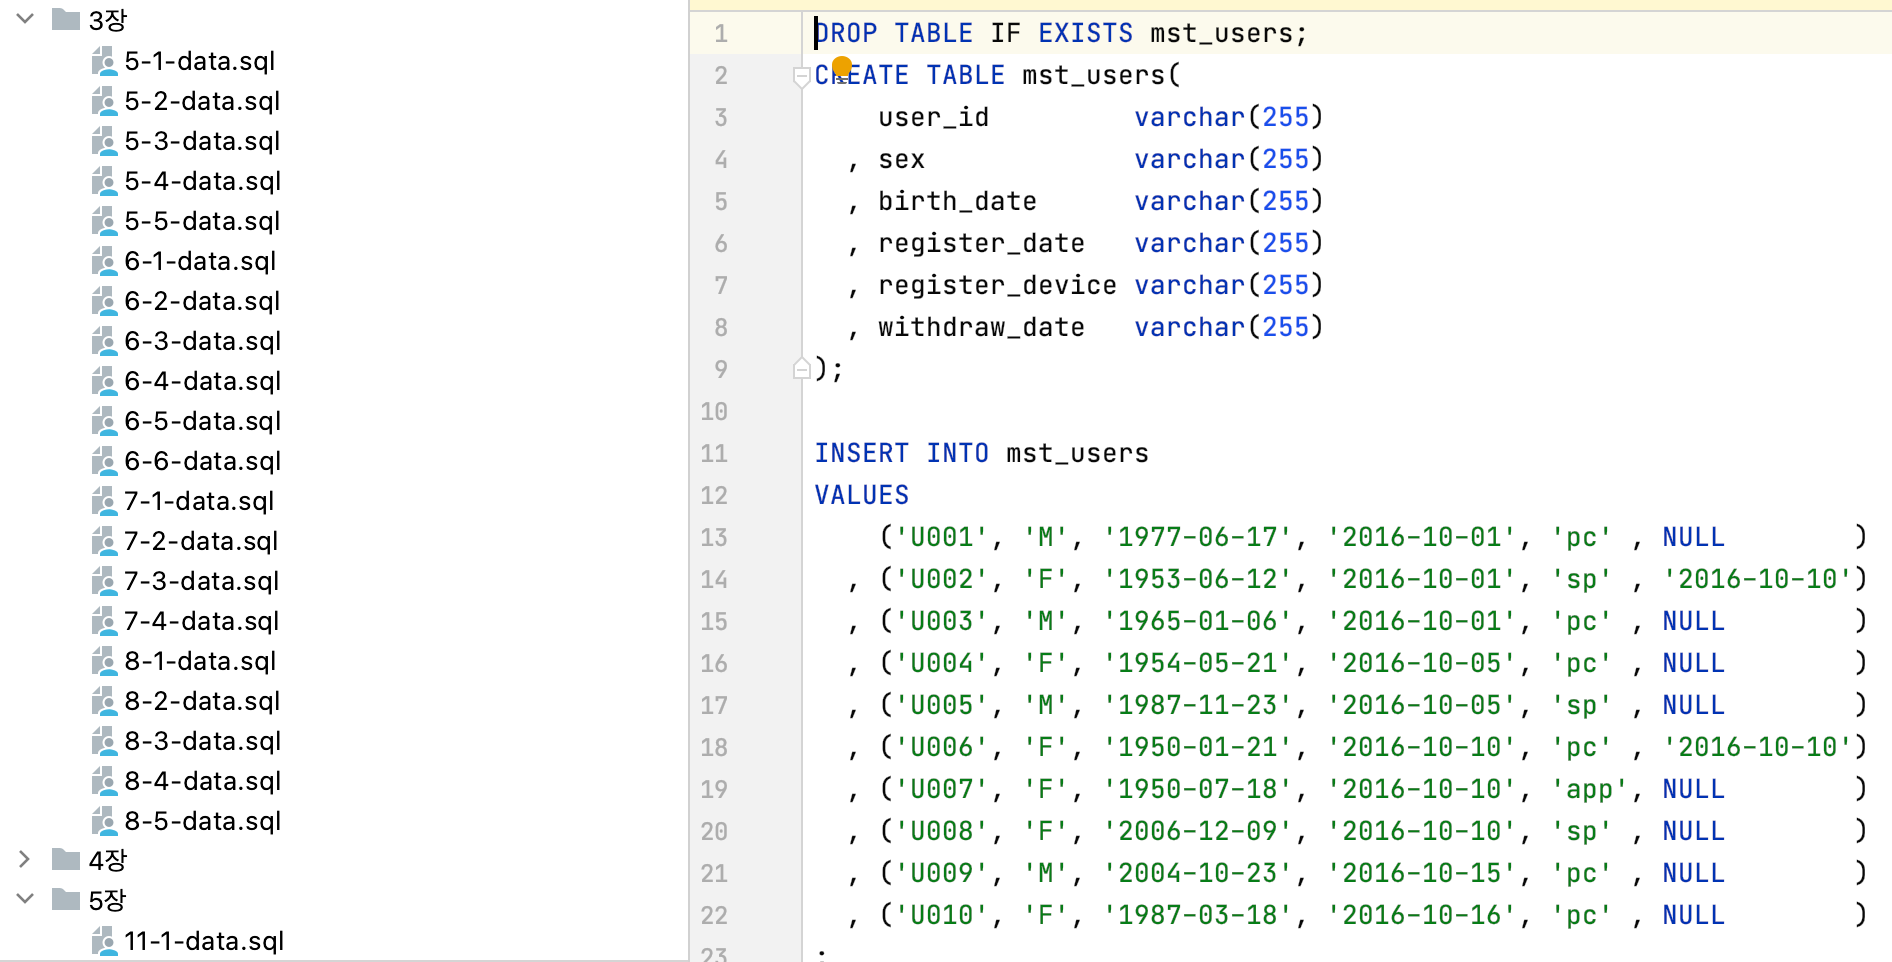 3장
5-1-data.sql
5-2-data.sql
5-3-data.sql
5-4-data.sql
5-5-data.sql
6-1-data.sql
6-2-data.sql
6-3-data.sql
6-4-data.sql
6-5-data.sql
6-6-data.sql
7-1-data.sql
7-2-data.sql
7-3-data.sql
7-4-data.sql
8-1-data.sql
8-2-data.sql
8-3-data.sql
8-4-data.sql
8-5-data.sql
4장
5장
11-1-data.sql
1 DROP TABLE IF EXISTS mst_users;
2 CREATE TABLE mst_users(
3     user_id         varchar(255)
4   , sex             varchar(255)
5   , birth_date      varchar(255)
6   , register_date   varchar(255)
7   , register_device varchar(255)
8   , withdraw_date   varchar(255)
9 );
10
11 INSERT INTO mst_users
12 VALUES
13     ('U001', 'M', '1977-06-17', '2016-10-01', 'pc' , NULL        )
14   , ('U002', 'F', '1953-06-12', '2016-10-01', 'sp' , '2016-10-10')
15   , ('U003', 'M', '1965-01-06', '2016-10-01', 'pc' , NULL        )
16   , ('U004', 'F', '1954-05-21', '2016-10-05', 'pc' , NULL        )
17   , ('U005', 'M', '1987-11-23', '2016-10-05', 'sp' , NULL        )
18   , ('U006', 'F', '1950-01-21', '2016-10-10', 'pc' , '2016-10-10')
19   , ('U007', 'F', '1950-07-18', '2016-10-10', 'app', NULL        )
20   , ('U008', 'F', '2006-12-09', '2016-10-10', 'sp' , NULL        )
21   , ('U009', 'M', '2004-10-23', '2016-10-15', 'pc' , NULL        )
22   , ('U010', 'F', '1987-03-18', '2016-10-16', 'pc' , NULL        )
23 ;